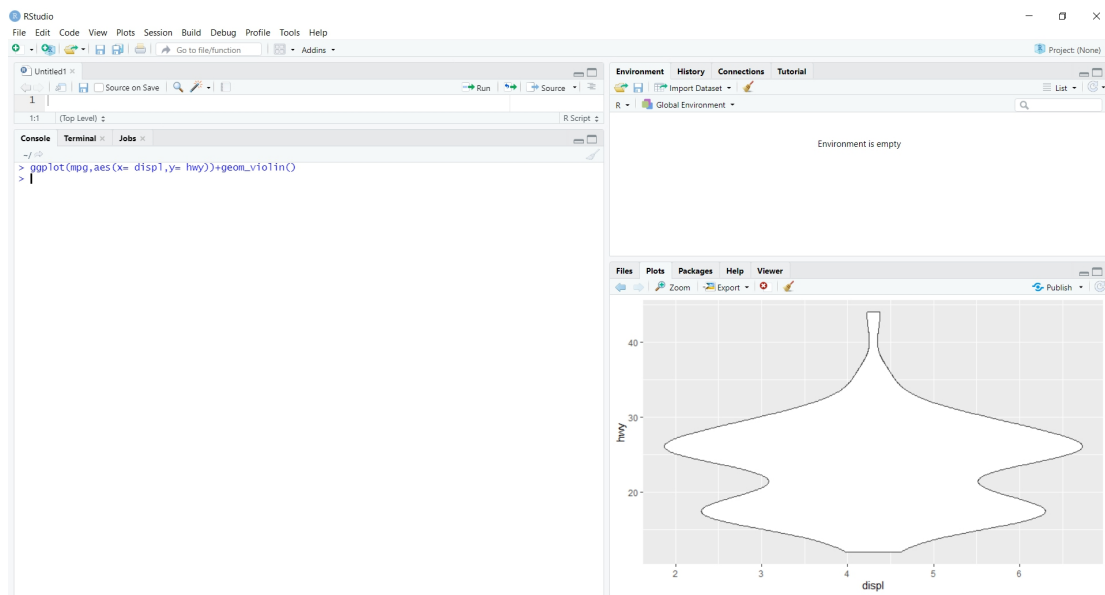 RStudio
File Edit Code View Plots Session Build Debug Profile Tools Help
Go to file/function Addins Project: (None)
Untitled1
Source on Save Run Source
1
1:1 (Top Level) R Script
Console Terminal Jobs
~/
> ggplot(mpg,aes(x= displ,y= hwy))+geom_violin()
>
Environment History Connections Tutorial
Import Dataset List
R Global Environment
Environment is empty
Files Plots Packages Help Viewer
Zoom Export Publish
40
30
20
hwy
2 3 4 5 6
displ